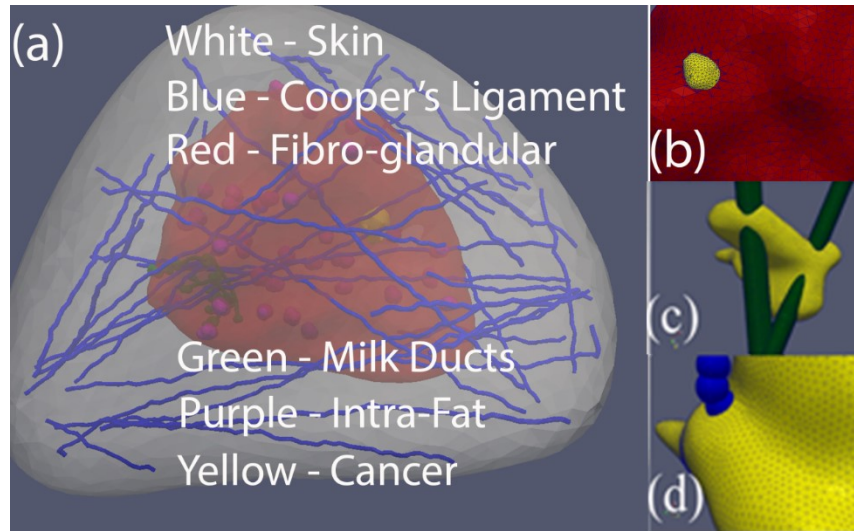 (a)
White - Skin
Blue - Cooper's Ligament
Red - Fibro-glandular
Green - Milk Ducts
Purple - Intra-Fat
Yellow - Cancer
(b)
(c)
(d)